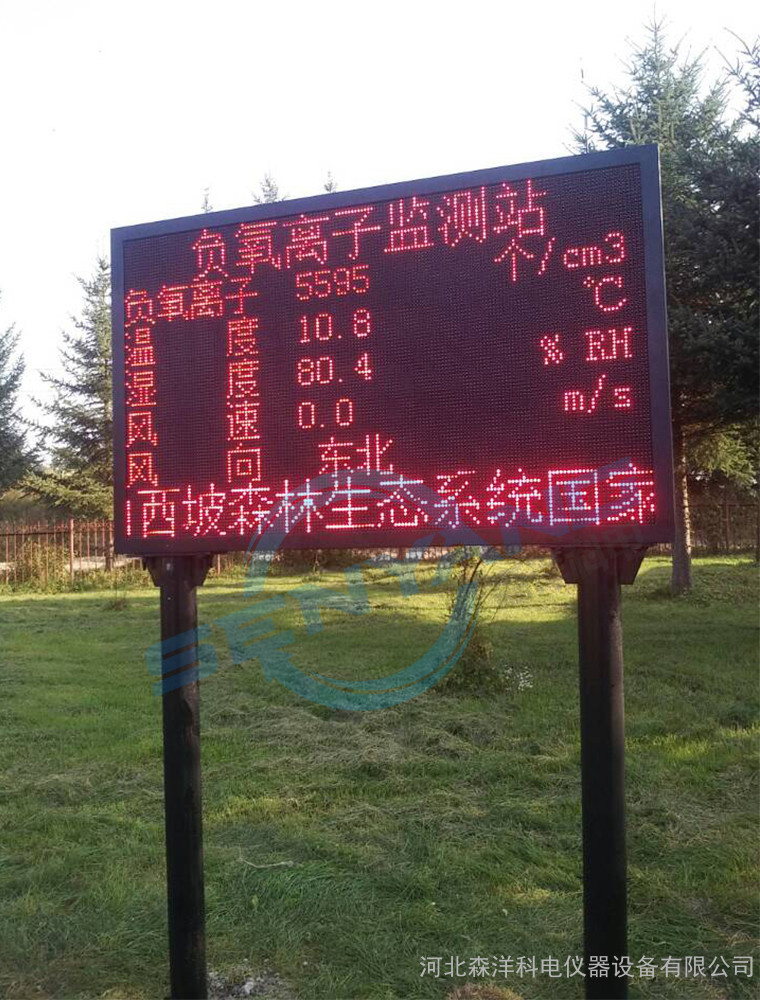 负氧离子监测站
负氧离子 5595 个/cm3
温 度 10.8 ℃
湿 度 80.4 % RH
风 速 0.0 m/s
风 向 东北
西坡森林生态系统国家
河北森洋科电仪器设备有限公司